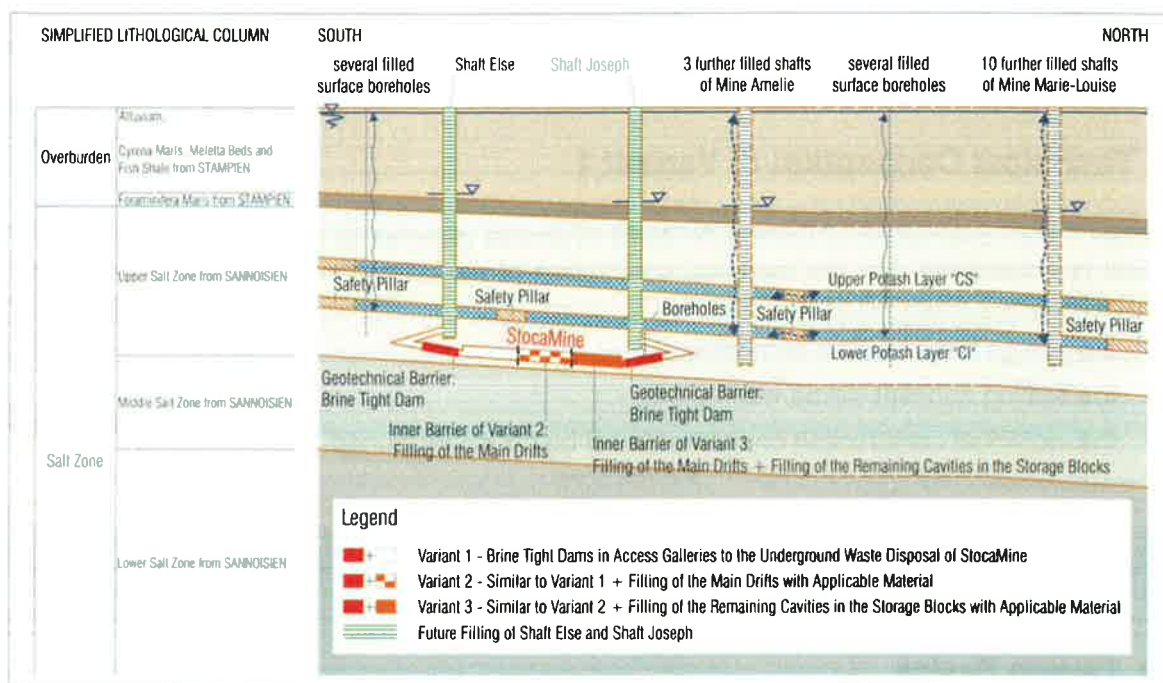 SIMPLIFIED LITHOLOGICAL COLUMN
SOUTH
NORTH
several filled
surface boreholes
Shaft Else
Shaft Joseph
3 further filled shafts
of Mine Amelie
several filled
surface boreholes
10 further filled shafts
of Mine Marie-Louise
Overburden
Alluvium,
Cyrena Marls, Meletta Beds and
Fish Shale from STAMPIEN
Foraminifera Marls from STAMPIEN
Salt Zone
Upper Salt Zone from SANNOISIEN
Middle Salt Zone from SANNOISIEN
Lower Salt Zone from SANNOISIEN
Safety Pillar
Safety Pillar
Boreholes
Safety Pillar
Upper Potash Layer "CS"
Safety Pillar
Lower Potash Layer "CI"
StocaMine
Geotechnical Barrier:
Brine Tight Dam
Geotechnical Barrier:
Brine Tight Dam
Inner Barrier of Variant 2:
Filling of the Main Drifts
Inner Barrier of Variant 3:
Filling of the Main Drifts + Filling of the Remaining Cavities in the Storage Blocks
Legend
+ Variant 1 - Brine Tight Dams in Access Galleries to the Underground Waste Disposal of StocaMine
+ Variant 2 - Similar to Variant 1 + Filling of the Main Drifts with Applicable Material
+ Variant 3 - Similar to Variant 2 + Filling of the Remaining Cavities in the Storage Blocks with Applicable Material
Future Filling of Shaft Else and Shaft Joseph